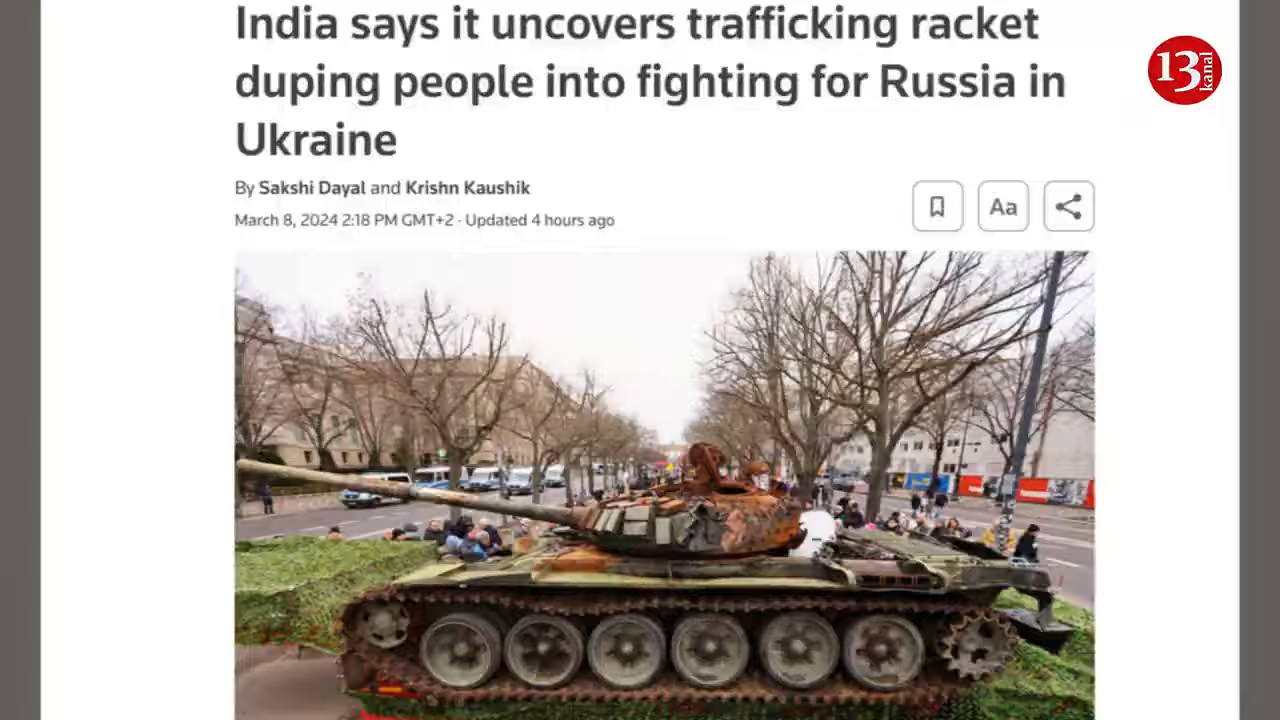 India says it uncovers trafficking racket
duping people into fighting for Russia in
Ukraine
By Sakshi Dayal and Krishn Kaushik
March 8, 2024 2:18 PM GMT+2 · Updated 4 hours ago
Aa
13
kanal